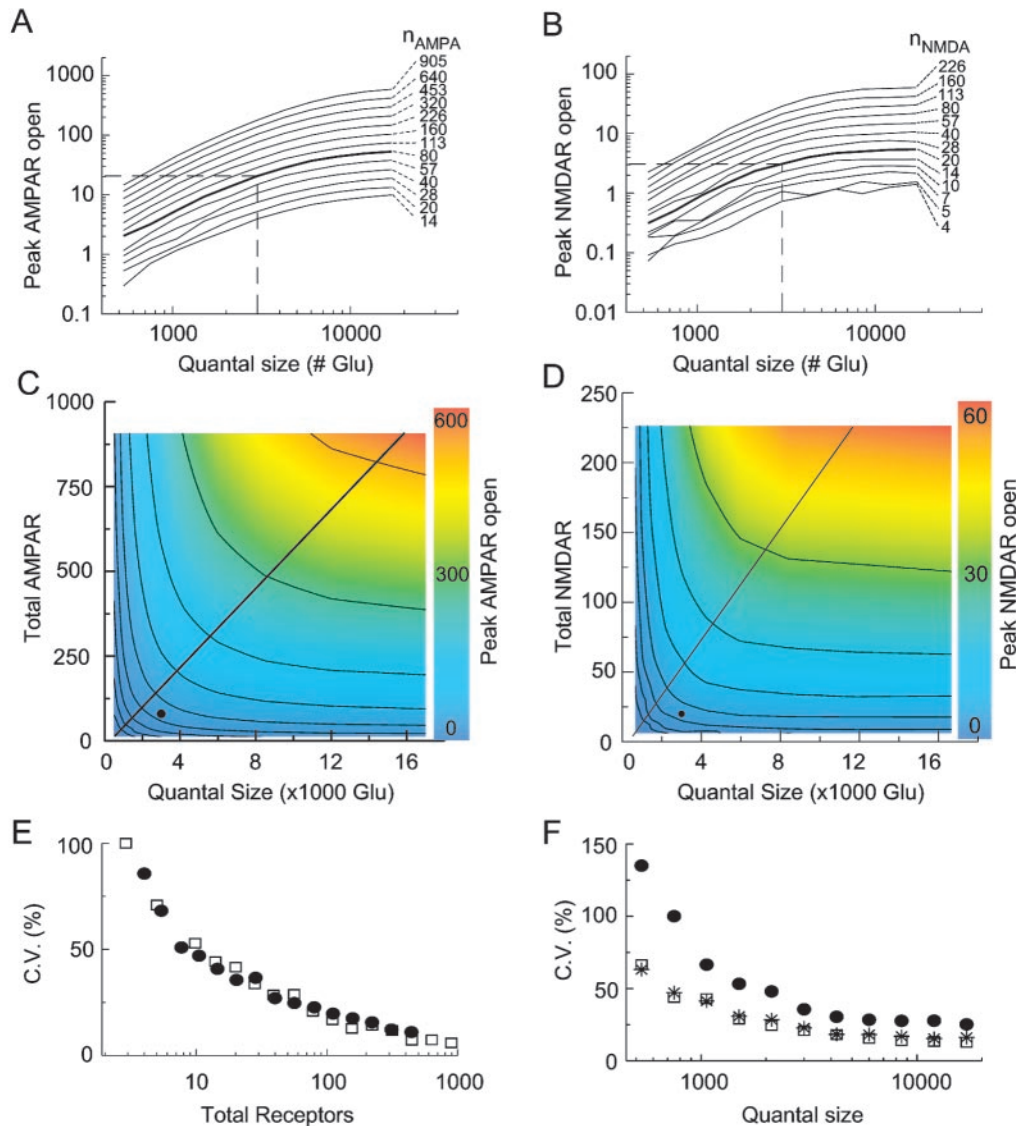 A
n_AMPA
1000
100
10
1
0.1
Peak AMPAR open
905
640
453
320
226
160
113
80
57
40
28
20
14
1000
10000
Quantal size (# Glu)
B
n_NMDA
100
10
1
0.1
0.01
Peak NMDAR open
226
160
113
80
57
40
28
20
14
10
7
5
4
1000
10000
Quantal size (# Glu)
C
1000
750
500
250
0
Total AMPAR
0 4 8 12 16
Quantal Size (x1000 Glu)
600
300
0
Peak AMPAR open
D
250
200
150
100
50
0
Total NMDAR
0 4 8 12 16
Quantal Size (x1000 Glu)
60
30
0
Peak NMDAR open
E
100
50
0
C.V. (%)
10 100 1000
Total Receptors
F
150
100
50
0
C.V. (%)
1000 10000
Quantal size